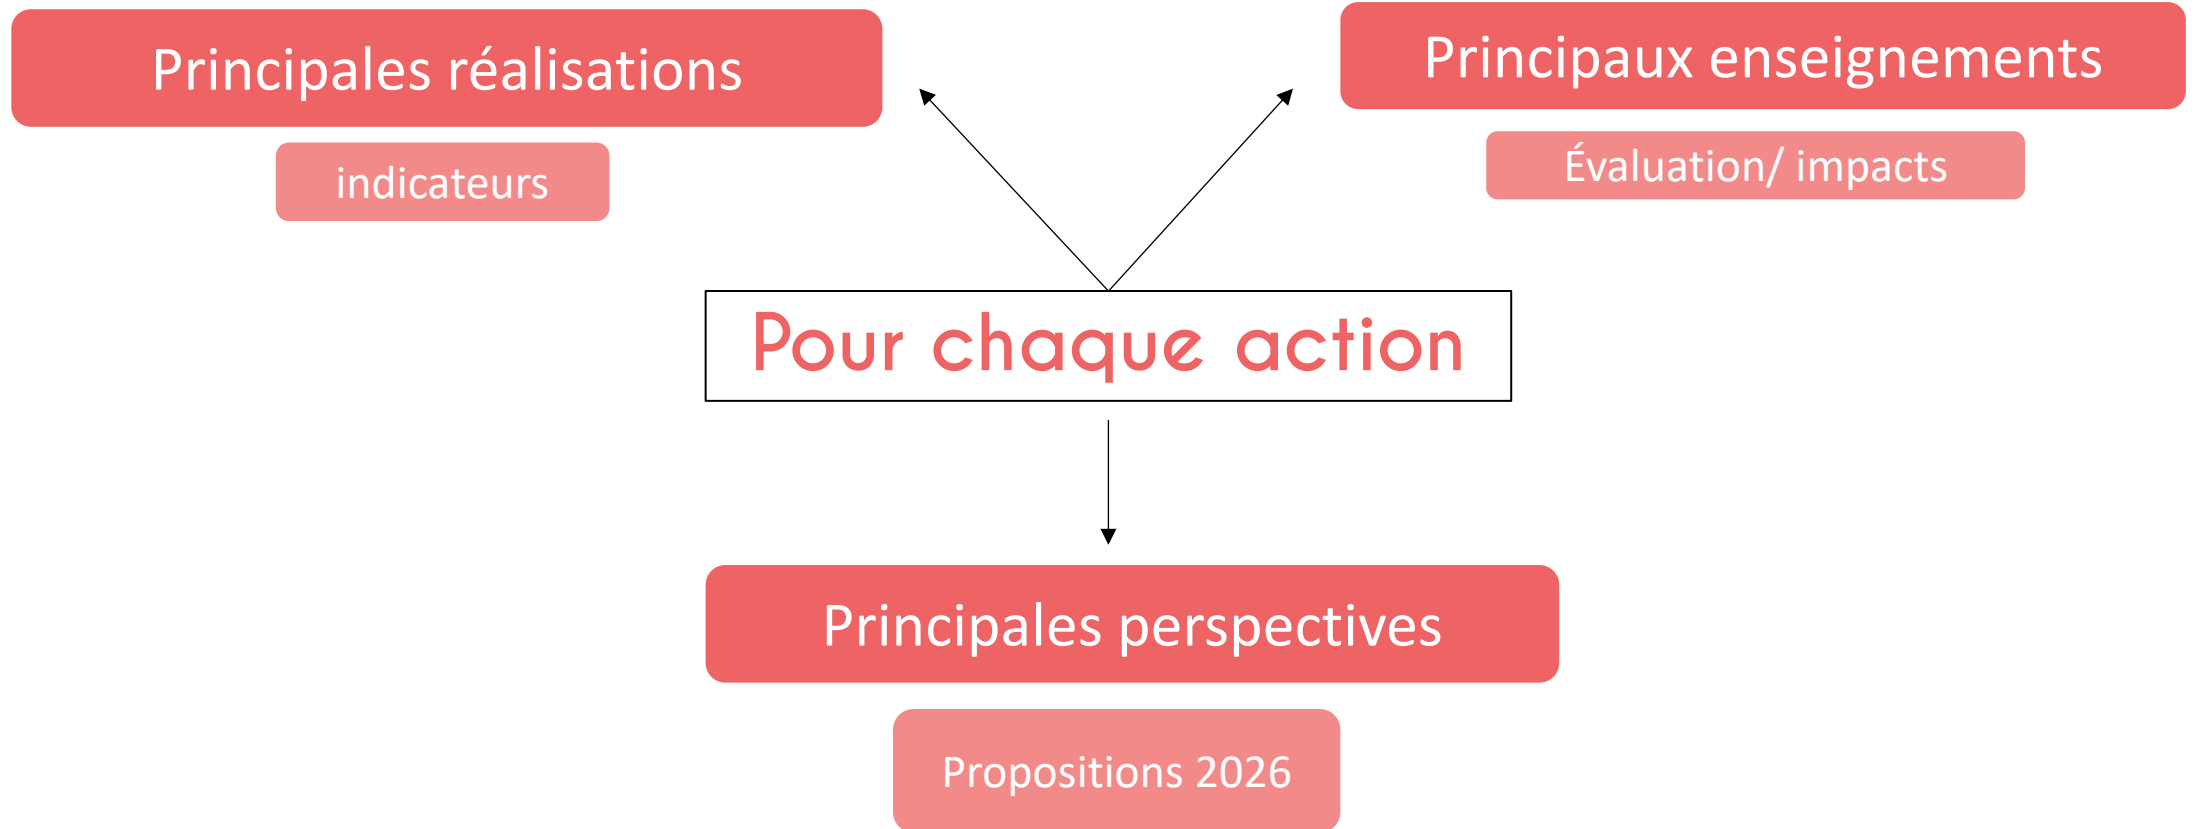 Principales réalisations
indicateurs
Principaux enseignements
Évaluation/ impacts
Pour chaque action
Principales perspectives
Propositions 2026